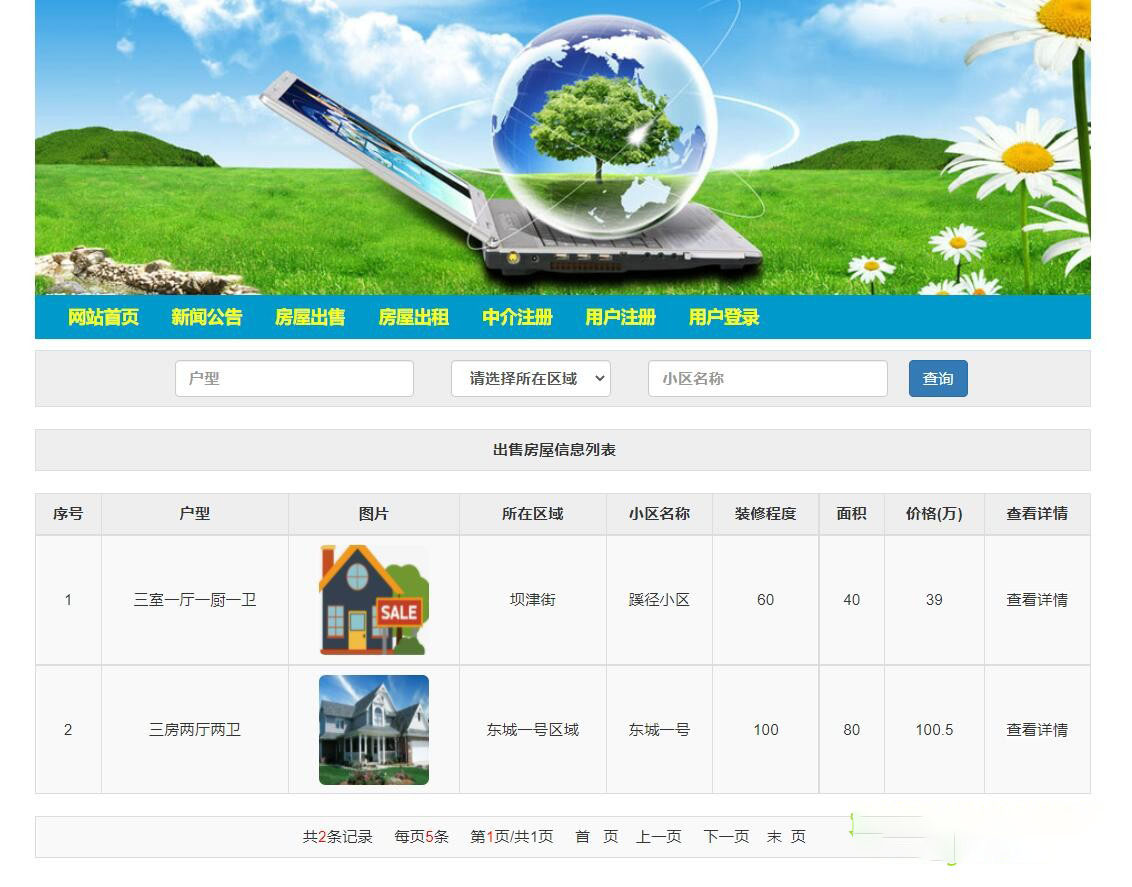 网站首页 新闻公告 房屋出售 房屋出租 中介注册 用户注册 用户登录
户型 请选择所在区域 小区名称 查询
出售房屋信息列表
序号 户型 图片 所在区域 小区名称 装修程度 面积 价格(万) 查看详情
1 三室一厅一厨一卫 SALE 坝津街 蹊径小区 60 40 39 查看详情
2 三房两厅两卫 东城一号区域 东城一号 100 80 100.5 查看详情
共2条记录 每页5条 第1页/共1页 首 页 上一页 下一页 末 页